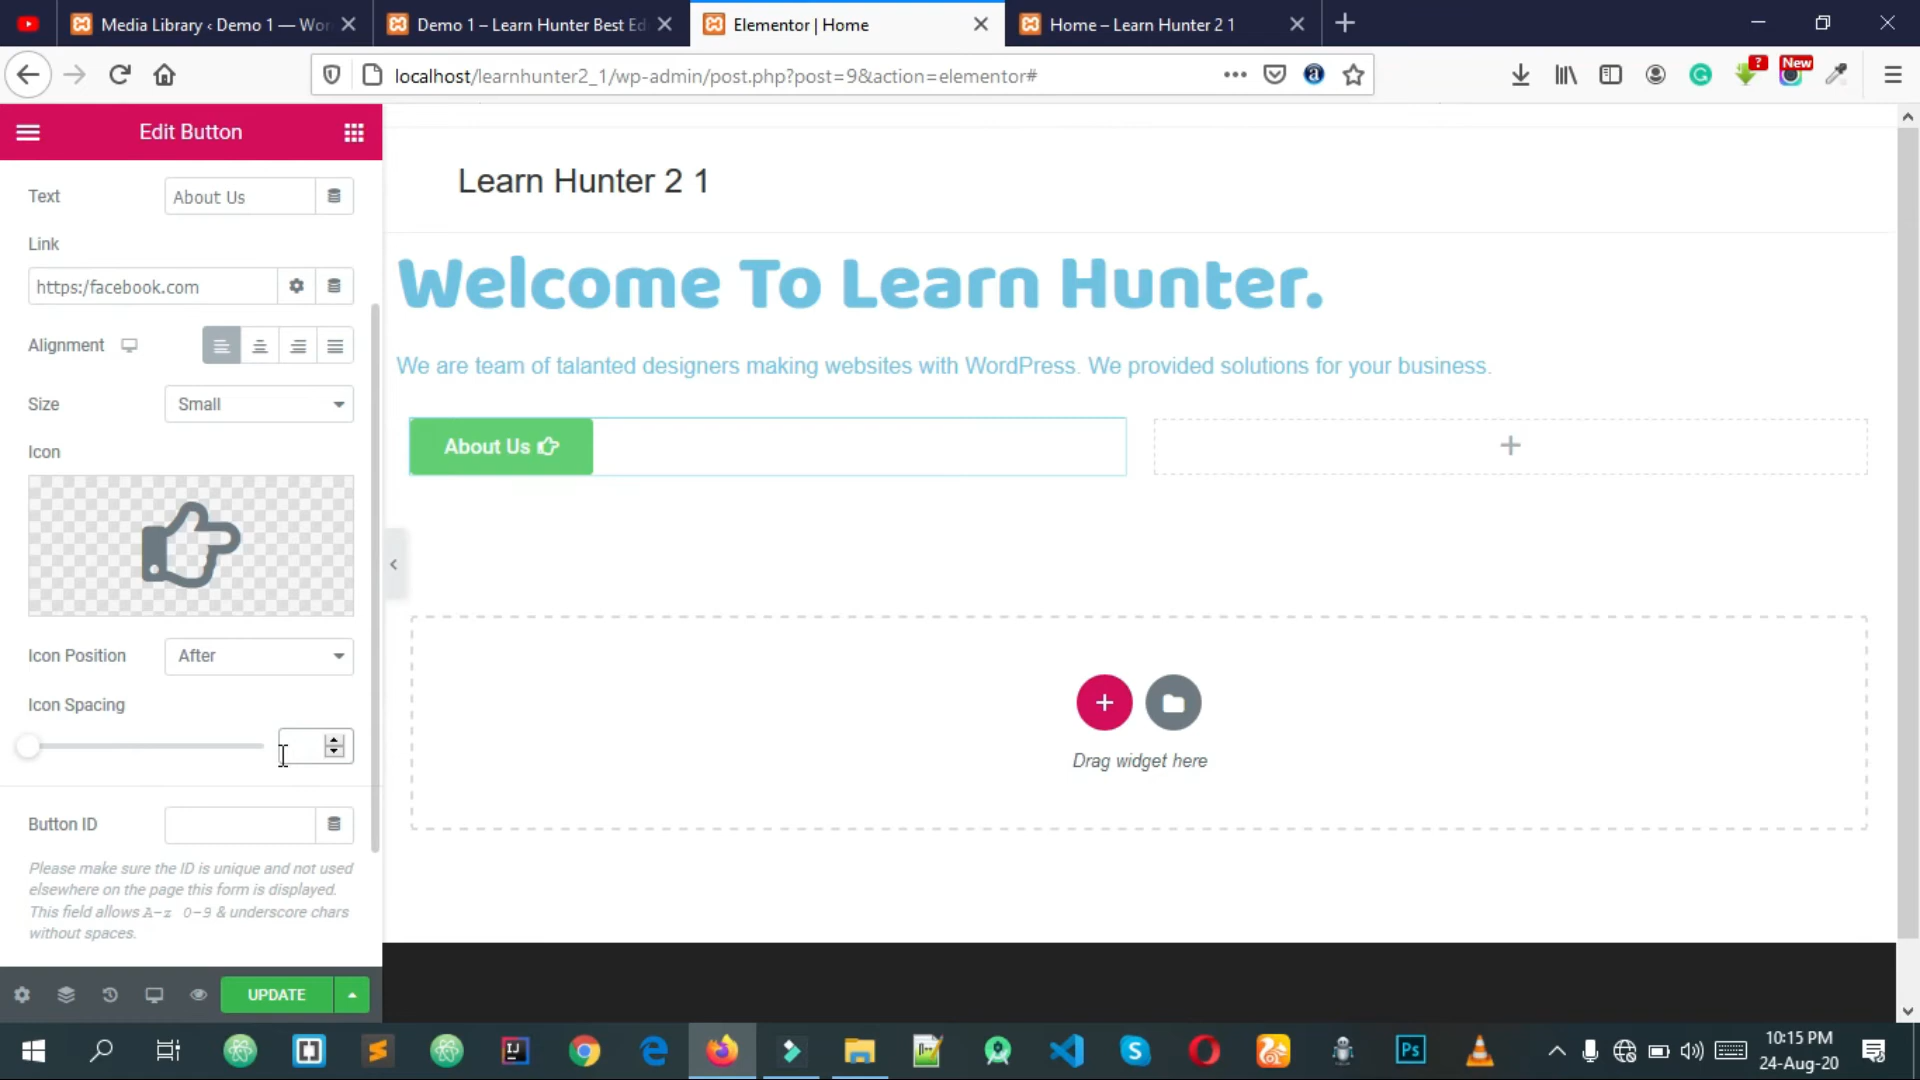 Media Library ‹ Demo 1 — Wor
Demo 1 – Learn Hunter Best Ed
Elementor | Home
Home – Learn Hunter 2 1
localhost/learnhunter2_1/wp-admin/post.php?post=9&action=elementor#
?
New
Edit Button
Text
About Us
Link
https:/facebook.com
Alignment
Size
Small
Icon
Icon Position
After
Icon Spacing
Button ID
Please make sure the ID is unique and not used
elsewhere on the page this form is displayed.
This field allows A-z 0-9 & underscore chars
without spaces.
UPDATE
Learn Hunter 2 1
Welcome To Learn Hunter.
We are team of talanted designers making websites with WordPress. We provided solutions for your business.
About Us
Drag widget here
10:15 PM
24-Aug-20